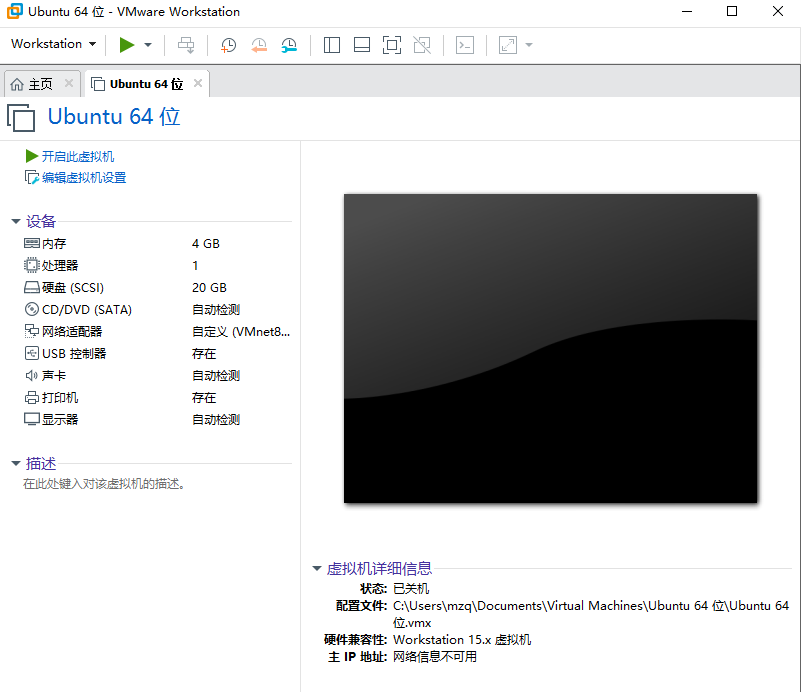 Ubuntu 64 位 - VMware Workstation
Workstation
主页
Ubuntu 64 位
Ubuntu 64 位
开启此虚拟机
编辑虚拟机设置
设备
内存 4 GB
处理器 1
硬盘 (SCSI) 20 GB
CD/DVD (SATA) 自动检测
网络适配器 自定义 (VMnet8...
USB 控制器 存在
声卡 自动检测
打印机 存在
显示器 自动检测
描述
在此处键入对该虚拟机的描述。
虚拟机详细信息
状态: 已关机
配置文件: C:\Users\mzq\Documents\Virtual Machines\Ubuntu 64 位\Ubuntu 64
位.vmx
硬件兼容性: Workstation 15.x 虚拟机
主 IP 地址: 网络信息不可用